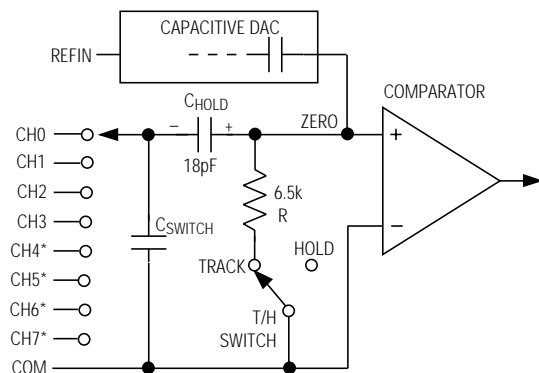 CAPACITIVE DAC
REFIN
COMPARATOR
CHOLD
− +
ZERO
18pF
+
−
CH0
CH1
CH2
CH3
CH4*
CH5*
CH6*
CH7*
COM
CSWITCH
6.5k
R
TRACK
HOLD
T/H
SWITCH